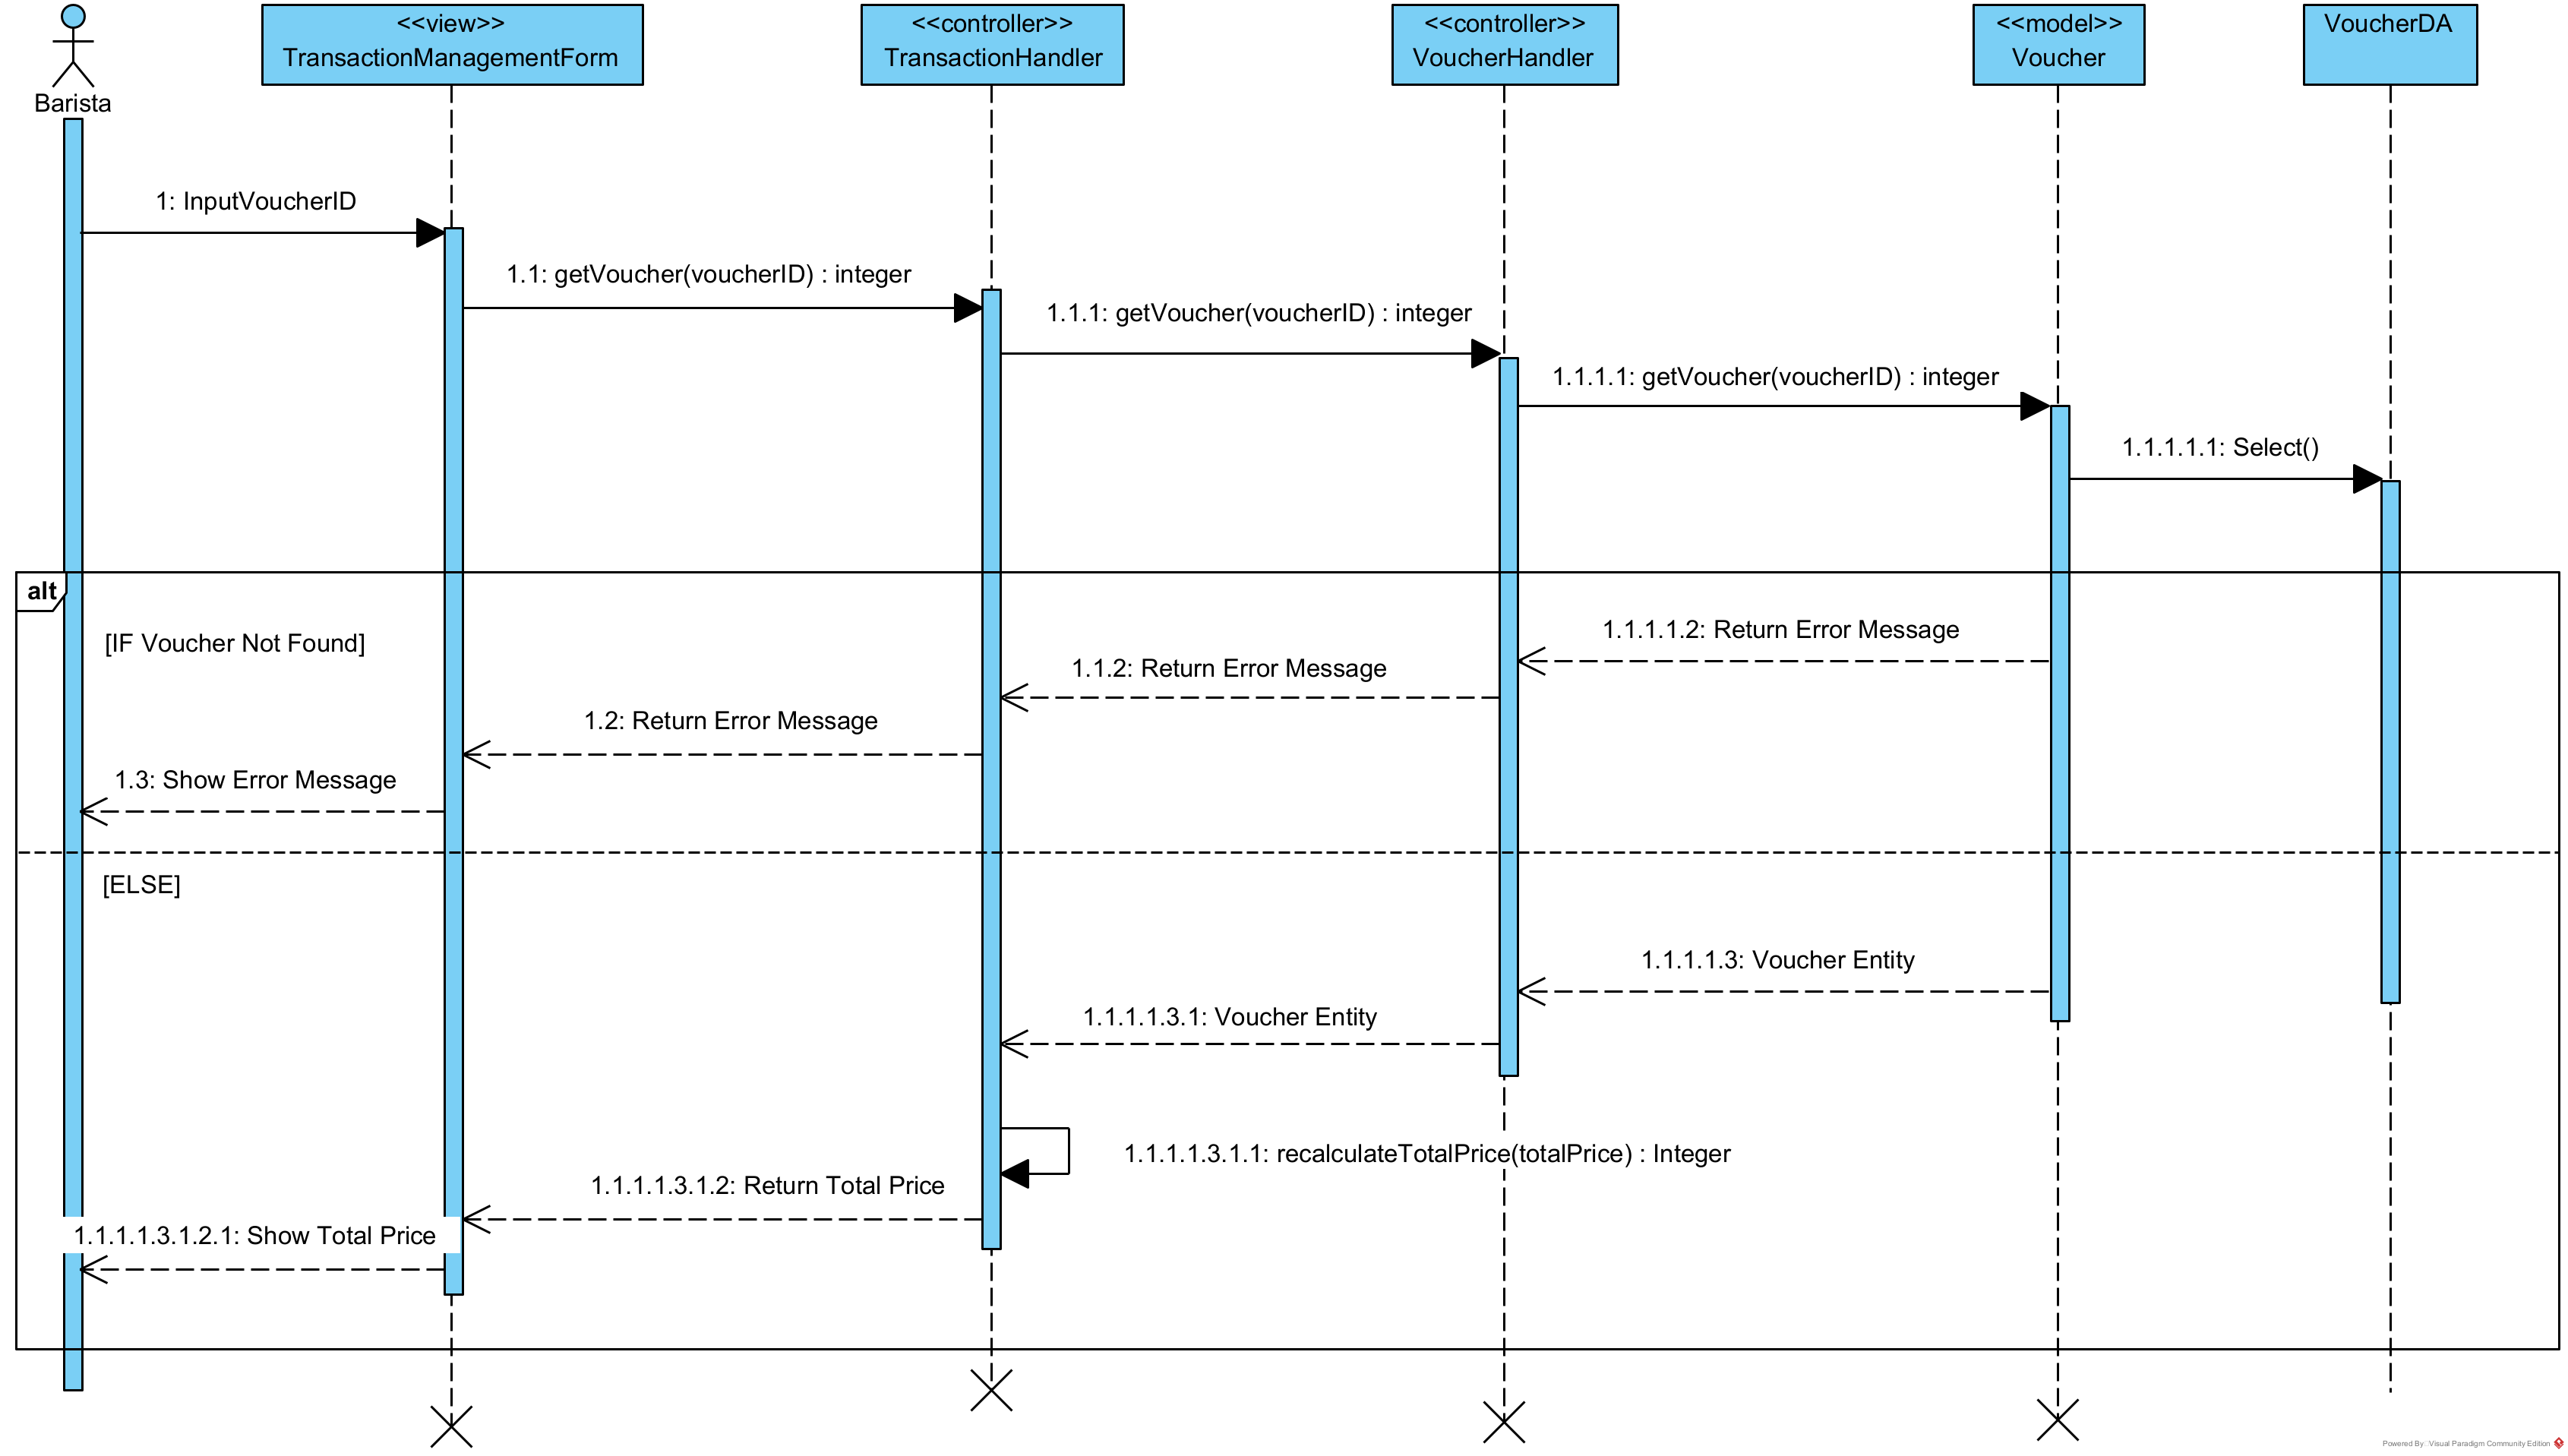 <<view>>
TransactionManagementForm
<<controller>>
TransactionHandler
<<controller>>
VoucherHandler
<<model>>
Voucher
VoucherDA
Barista
1: InputVoucherID
1.1: getVoucher(voucherID) : integer
1.1.1: getVoucher(voucherID) : integer
1.1.1.1: getVoucher(voucherID) : integer
1.1.1.1.1: Select()
alt
[IF Voucher Not Found]
1.1.1.1.2: Return Error Message
1.1.2: Return Error Message
1.2: Return Error Message
1.3: Show Error Message
[ELSE]
1.1.1.1.3: Voucher Entity
1.1.1.1.3.1: Voucher Entity
1.1.1.1.3.1.1: recalculateTotalPrice(totalPrice) : Integer
1.1.1.1.3.1.2: Return Total Price
1.1.1.1.3.1.2.1: Show Total Price
Powered By: Visual Paradigm Community Edition